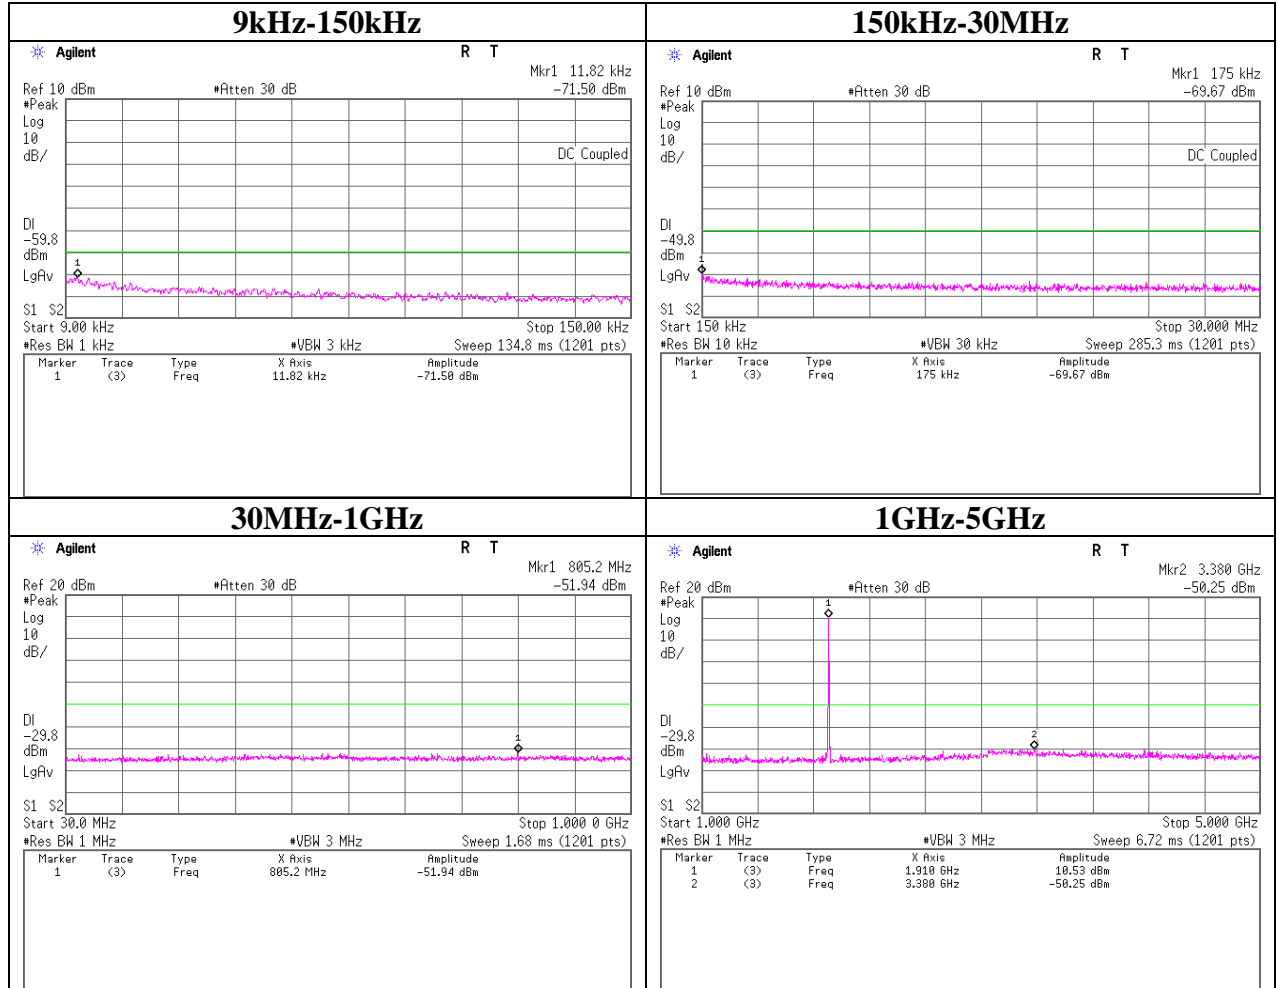 9kHz-150kHz
Agilent R T
Mkr1 11.82 kHz
Ref 10 dBm #Atten 30 dB -71.50 dBm
#Peak
Log
10
dB/
DC Coupled
DI
-59.8
dBm
LgAv
1
S1 S2
Start 9.00 kHz Stop 150.00 kHz
#Res BW 1 kHz #VBW 3 kHz Sweep 134.8 ms (1201 pts)
Marker Trace Type X Axis Amplitude
1 (3) Freq 11.82 kHz -71.50 dBm
150kHz-30MHz
Agilent R T
Mkr1 175 kHz
Ref 10 dBm #Atten 30 dB -69.67 dBm
#Peak
Log
10
dB/
DC Coupled
DI
-49.8
dBm
LgAv
1
S1 S2
Start 150 kHz Stop 30.000 MHz
#Res BW 10 kHz #VBW 30 kHz Sweep 285.3 ms (1201 pts)
Marker Trace Type X Axis Amplitude
1 (3) Freq 175 kHz -69.67 dBm
30MHz-1GHz
Agilent R T
Mkr1 805.2 MHz
Ref 20 dBm #Atten 30 dB -51.94 dBm
#Peak
Log
10
dB/
DI
-29.8
dBm
LgAv
1
S1 S2
Start 30.0 MHz Stop 1.000 0 GHz
#Res BW 1 MHz #VBW 3 MHz Sweep 1.68 ms (1201 pts)
Marker Trace Type X Axis Amplitude
1 (3) Freq 805.2 MHz -51.94 dBm
1GHz-5GHz
Agilent R T
Mkr2 3.380 GHz
Ref 20 dBm #Atten 30 dB -50.25 dBm
#Peak
1
Log
10
dB/
DI
-29.8
dBm
2
LgAv
S1 S2
Start 1.000 GHz Stop 5.000 GHz
#Res BW 1 MHz #VBW 3 MHz Sweep 6.72 ms (1201 pts)
Marker Trace Type X Axis Amplitude
1 (3) Freq 1.910 GHz 10.53 dBm
2 (3) Freq 3.380 GHz -50.25 dBm